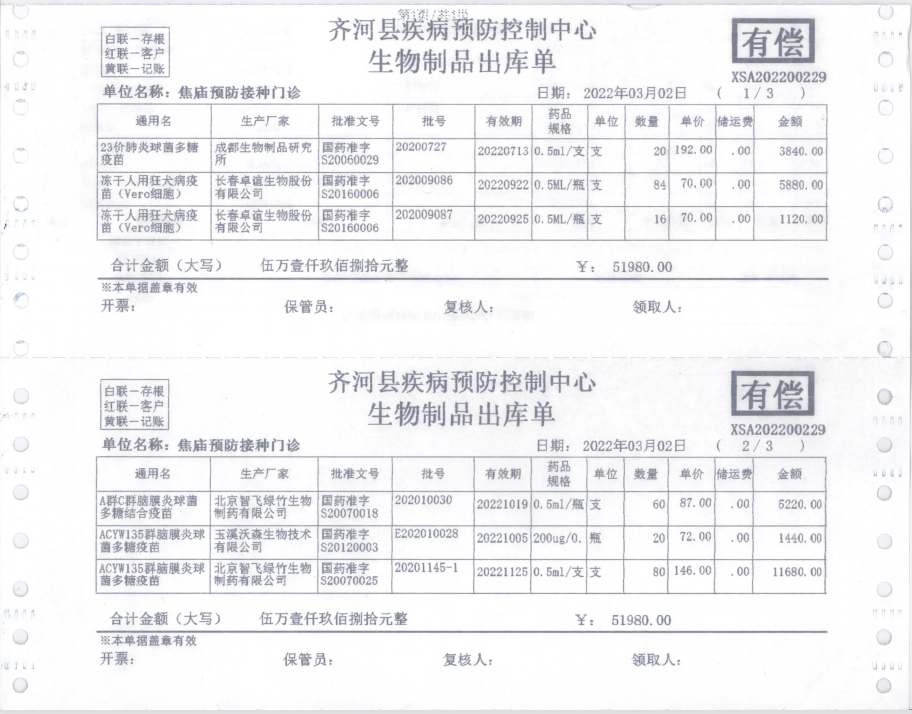 第1页/共1页
齐河县疾病预防控制中心
生物制品出库单
白联－存根
红联－客户
黄联－记账
有偿
XSA202200229
单位名称：焦庙预防接种门诊 日期： 2022年03月02日 （ 1/3 ）
通用名 生产厂家 批准文号 批号 有效期 药品规格 单位 数量 单价 储运费 金额
23价肺炎球菌多糖疫苗 成都生物制品研究所 国药准字S20060029 20200727 20220713 0.5ml/支 支 20 192.00 .00 3840.00
冻干人用狂犬病疫苗（Vero细胞） 长春卓谊生物股份有限公司 国药准字S20160006 202009086 20220922 0.5ML/瓶 支 84 70.00 .00 5880.00
冻干人用狂犬病疫苗（Vero细胞） 长春卓谊生物股份有限公司 国药准字S20160006 202009087 20220925 0.5ML/瓶 支 16 70.00 .00 1120.00
合计金额（大写） 伍万壹仟玖佰捌拾元整 ￥： 51980.00
※本单据盖章有效
开票： 保管员： 复核人： 领取人：
齐河县疾病预防控制中心
生物制品出库单
白联－存根
红联－客户
黄联－记账
有偿
XSA202200229
单位名称：焦庙预防接种门诊 日期： 2022年03月02日 （ 2/3 ）
通用名 生产厂家 批准文号 批号 有效期 药品规格 单位 数量 单价 储运费 金额
A群C群脑膜炎球菌多糖结合疫苗 北京智飞绿竹生物制药有限公司 国药准字S20070018 202010030 20221019 0.5ml/瓶 支 60 87.00 .00 5220.00
ACYW135群脑膜炎球菌多糖疫苗 玉溪沃森生物技术有限公司 国药准字S20120003 E202010028 20221005 200ug/0. 瓶 20 72.00 .00 1440.00
ACYW135群脑膜炎球菌多糖疫苗 北京智飞绿竹生物制药有限公司 国药准字S20070025 20201145-1 20221125 0.5ml/支 支 80 146.00 .00 11680.00
合计金额（大写） 伍万壹仟玖佰捌拾元整 ￥： 51980.00
※本单据盖章有效
开票： 保管员： 复核人： 领取人：